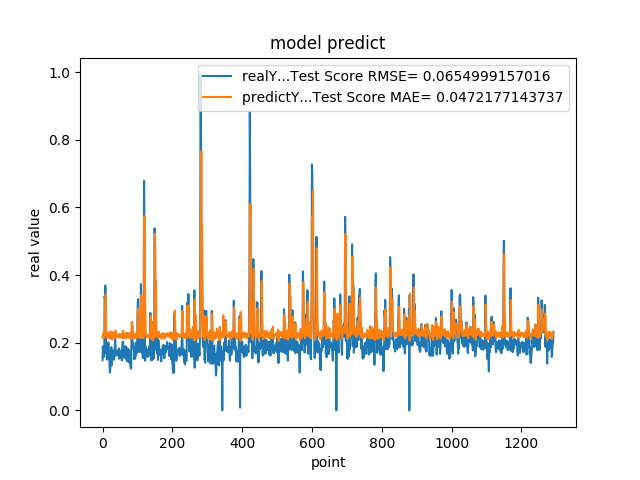 model predict
realY...Test Score RMSE= 0.0654999157016
predictY...Test Score MAE= 0.0472177143737
1.0
0.8
0.6
0.4
0.2
0.0
real value
0 200 400 600 800 1000 1200
point